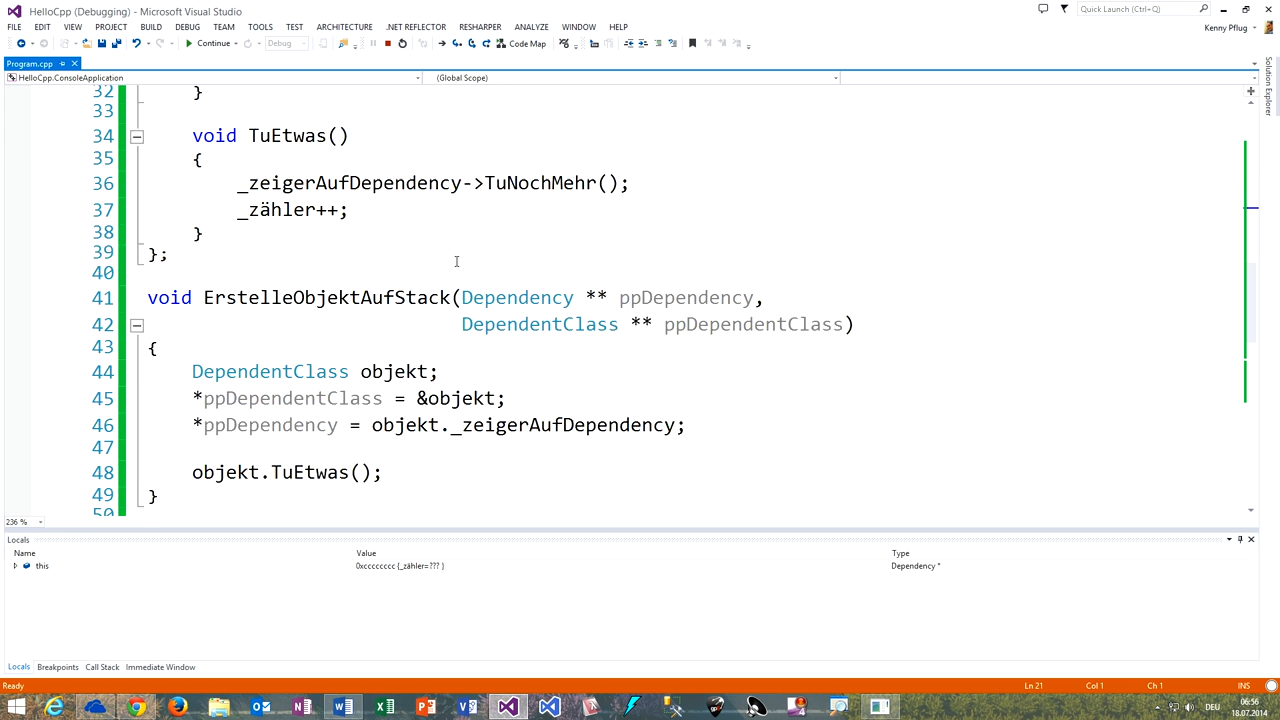 HelloCpp (Debugging) - Microsoft Visual Studio
Quick Launch (Ctrl+Q)
FILE EDIT VIEW PROJECT BUILD DEBUG TEAM TOOLS TEST ARCHITECTURE .NET REFLECTOR RESHARPER ANALYZE WINDOW HELP
Kenny Pflug
Continue Debug Code Map
Program.cpp
HelloCpp.ConsoleApplication (Global Scope)
Solution Explorer
32 }
33
34 void TuEtwas()
35 {
36 _zeigerAufDependency->TuNochMehr();
37 _zähler++;
38 }
39 };
40
41 void ErstelleObjektAufStack(Dependency ** ppDependency,
42 DependentClass ** ppDependentClass)
43 {
44 DependentClass objekt;
45 *ppDependentClass = &objekt;
46 *ppDependency = objekt._zeigerAufDependency;
47
48 objekt.TuEtwas();
49 }
50
236 %
Locals
Name Value Type
this 0xcccccccc {_zähler=??? } Dependency *
Locals Breakpoints Call Stack Immediate Window
Ready Ln 21 Col 1 Ch 1 INS
DEU 06:56
18.07.2014